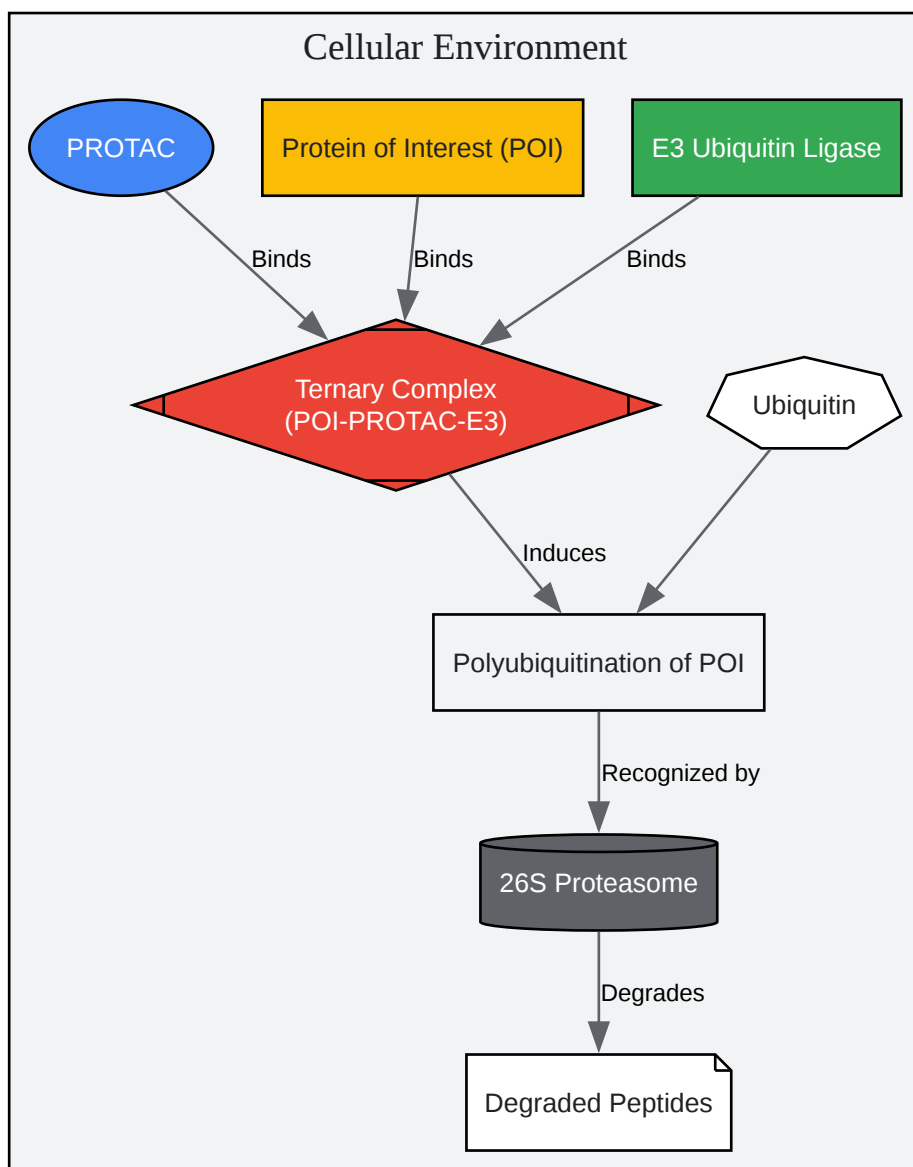 Cellular Environment
PROTAC
Protein of Interest (POI)
E3 Ubiquitin Ligase
Binds
Binds
Binds
Ternary Complex
(POI-PROTAC-E3)
Ubiquitin
Induces
Polyubiquitination of POI
Recognized by
26S Proteasome
Degrades
Degraded Peptides